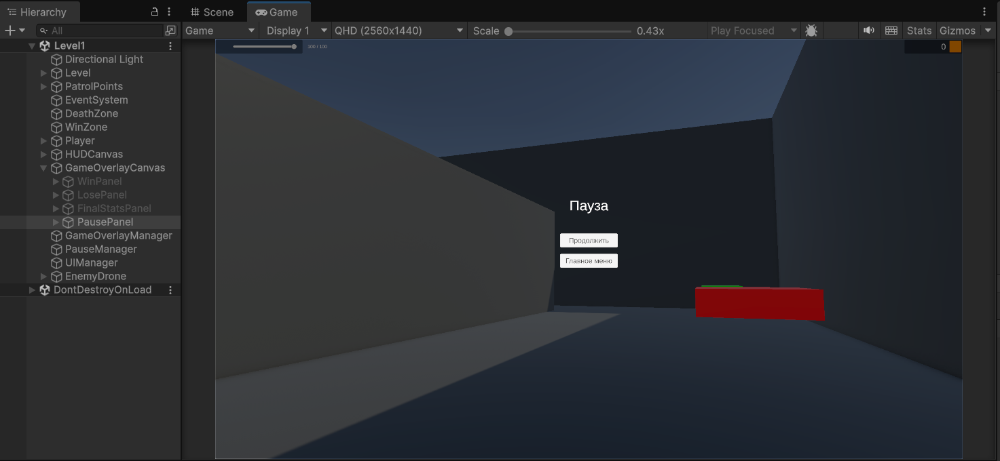 Hierarchy
Scene
Game
All
Game
Display 1
QHD (2560x1440)
Scale
0.43x
Play Focused
Stats
Gizmos
Level1
Directional Light
Level
PatrolPoints
EventSystem
DeathZone
WinZone
Player
HUDCanvas
GameOverlayCanvas
WinPanel
LosePanel
FinalStatsPanel
PausePanel
GameOverlayManager
PauseManager
UIManager
EnemyDrone
DontDestroyOnLoad
100 / 100
0
Пауза
Продолжить
Главное меню